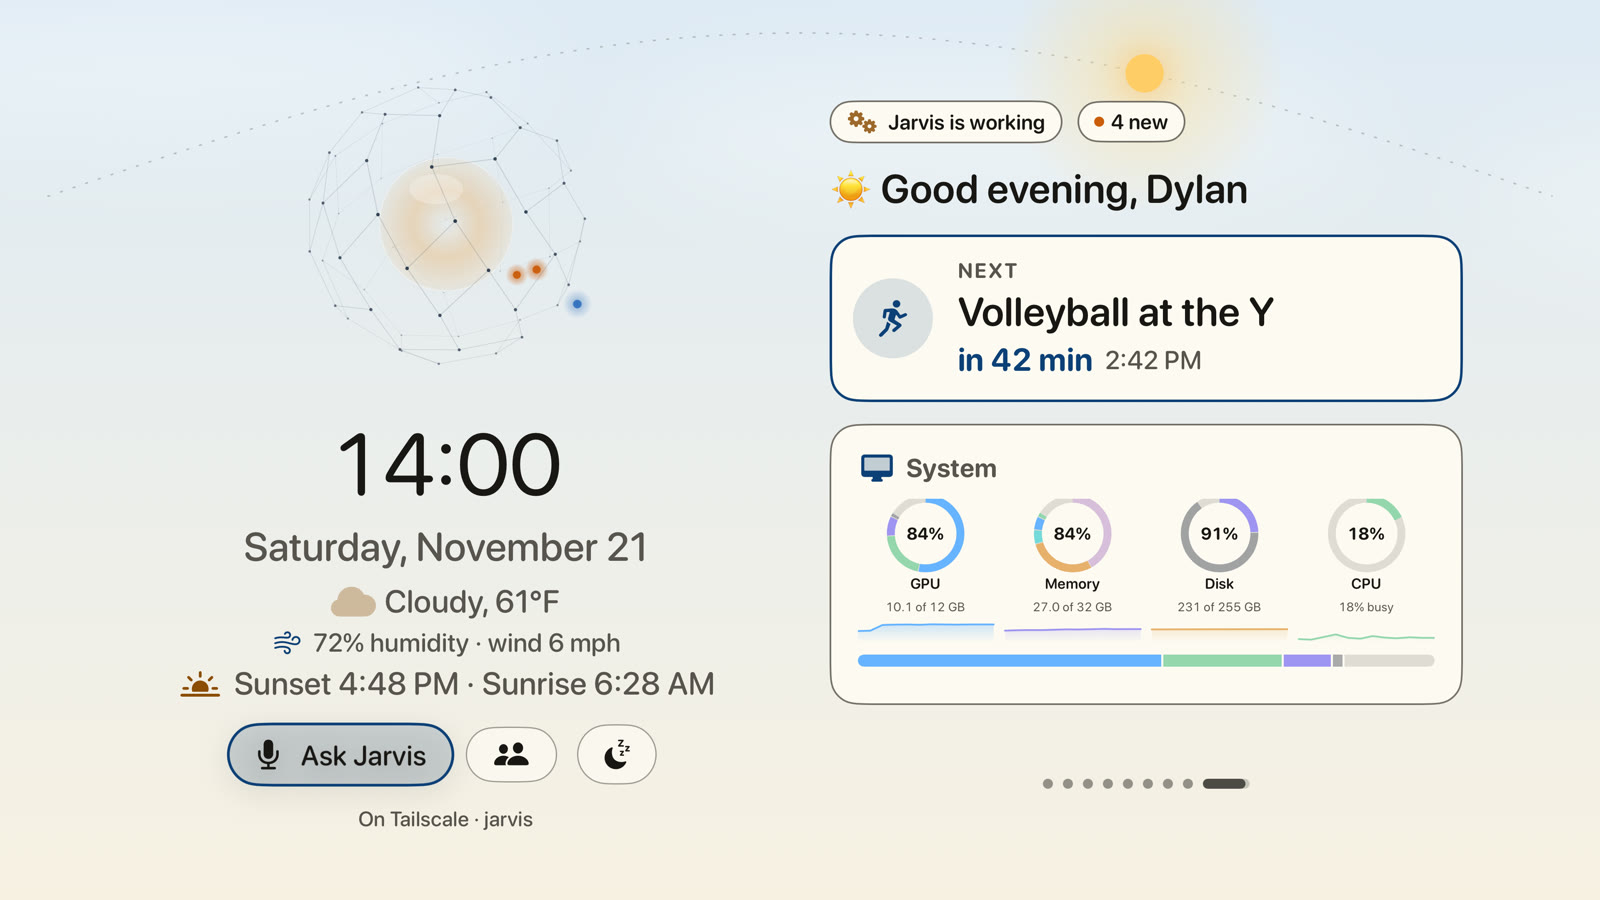 Jarvis is working
4 new
Good evening, Dylan
NEXT
Volleyball at the Y
in 42 min 2:42 PM
14:00
Saturday, November 21
Cloudy, 61°F
72% humidity · wind 6 mph
Sunset 4:48 PM · Sunrise 6:28 AM
Ask Jarvis
zzz
On Tailscale · jarvis
System
84% 84% 91% 18%
GPU Memory Disk CPU
10.1 of 12 GB 27.0 of 32 GB 231 of 255 GB 18% busy